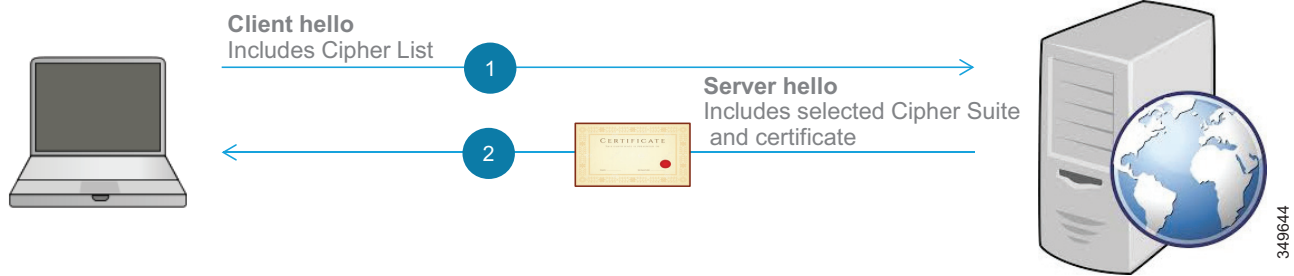 Client hello
Includes Cipher List
1
Server hello
Includes selected Cipher Suite
and certificate
2
CERTIFICATE
349644